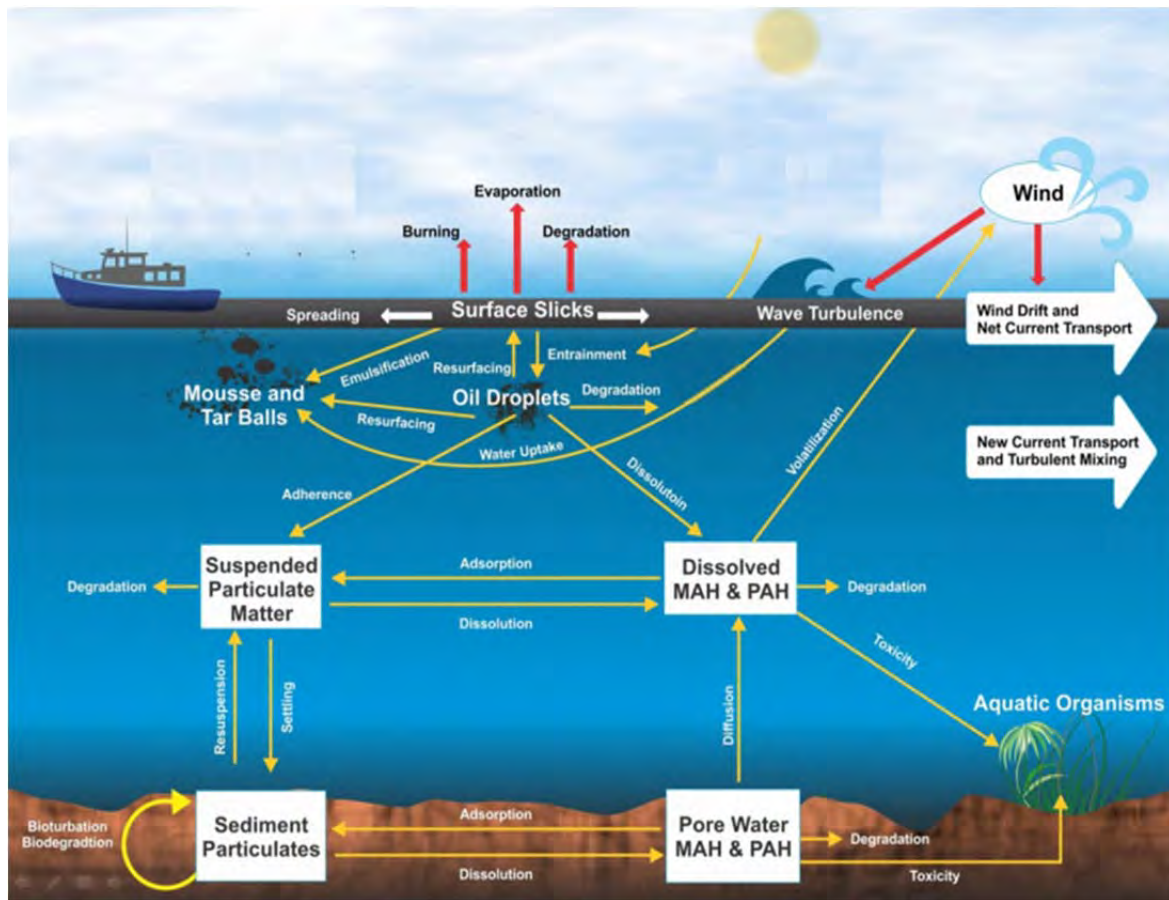 Evaporation
Burning
Degradation
Wind
Spreading
Surface Slicks
Wave Turbulence
Wind Drift and
Net Current Transport
Emulsification
Resurfacing
Entrainment
Mousse and
Tar Balls
Oil Droplets
Degradation
Resurfacing
Water Uptake
Volatilization
New Current Transport
and Turbulent Mixing
Adherence
Dissolutoin
Suspended
Particulate
Matter
Adsorption
Dissolved
MAH & PAH
Degradation
Degradation
Dissolution
Toxicity
Resuspension
Settling
Diffusion
Aquatic Organisms
Bioturbation
Biodegradtion
Sediment
Particulates
Adsorption
Pore Water
MAH & PAH
Degradation
Dissolution
Toxicity